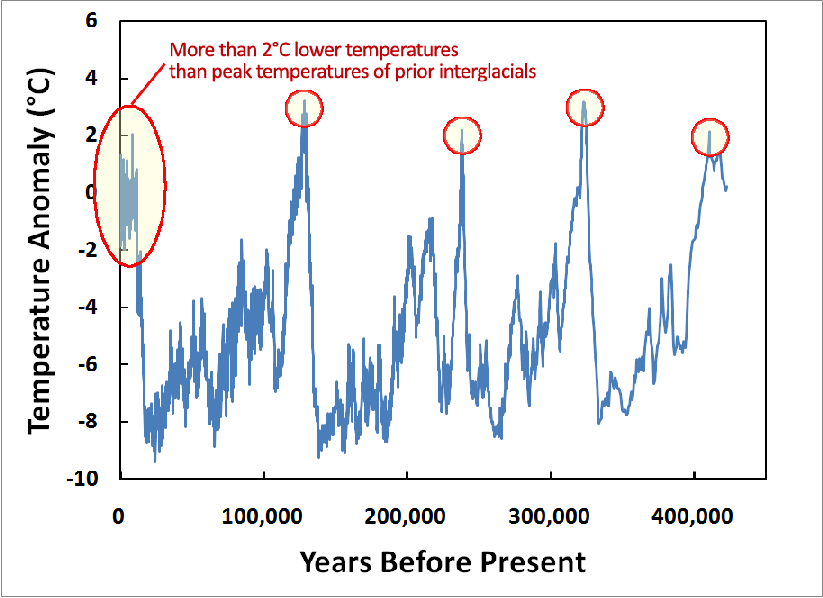 More than 2°C lower temperatures
than peak temperatures of prior interglacials
Temperature Anomaly (°C)
6
4
2
0
-2
-4
-6
-8
-10
0 100,000 200,000 300,000 400,000
Years Before Present